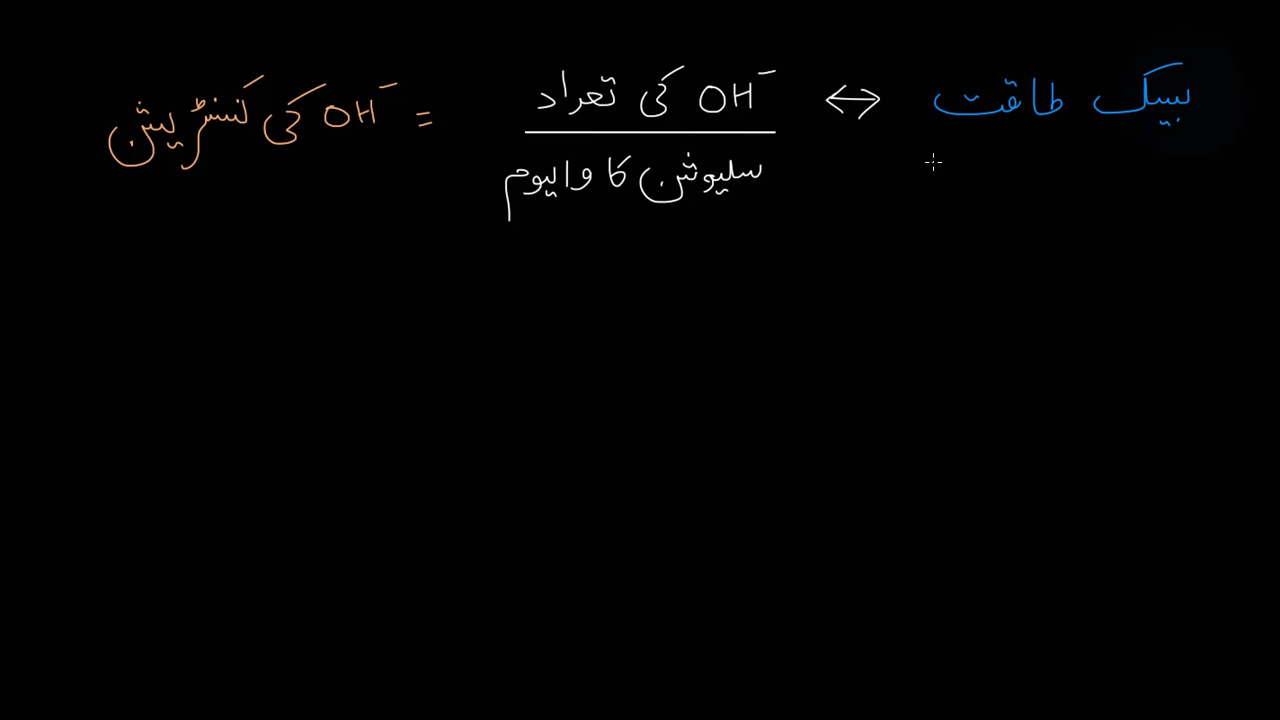 OH⁻ کی کنسنٹریشن =
OH⁻ کی تعداد
سلیوشن کا والیوم
↔ بیسک طاقت